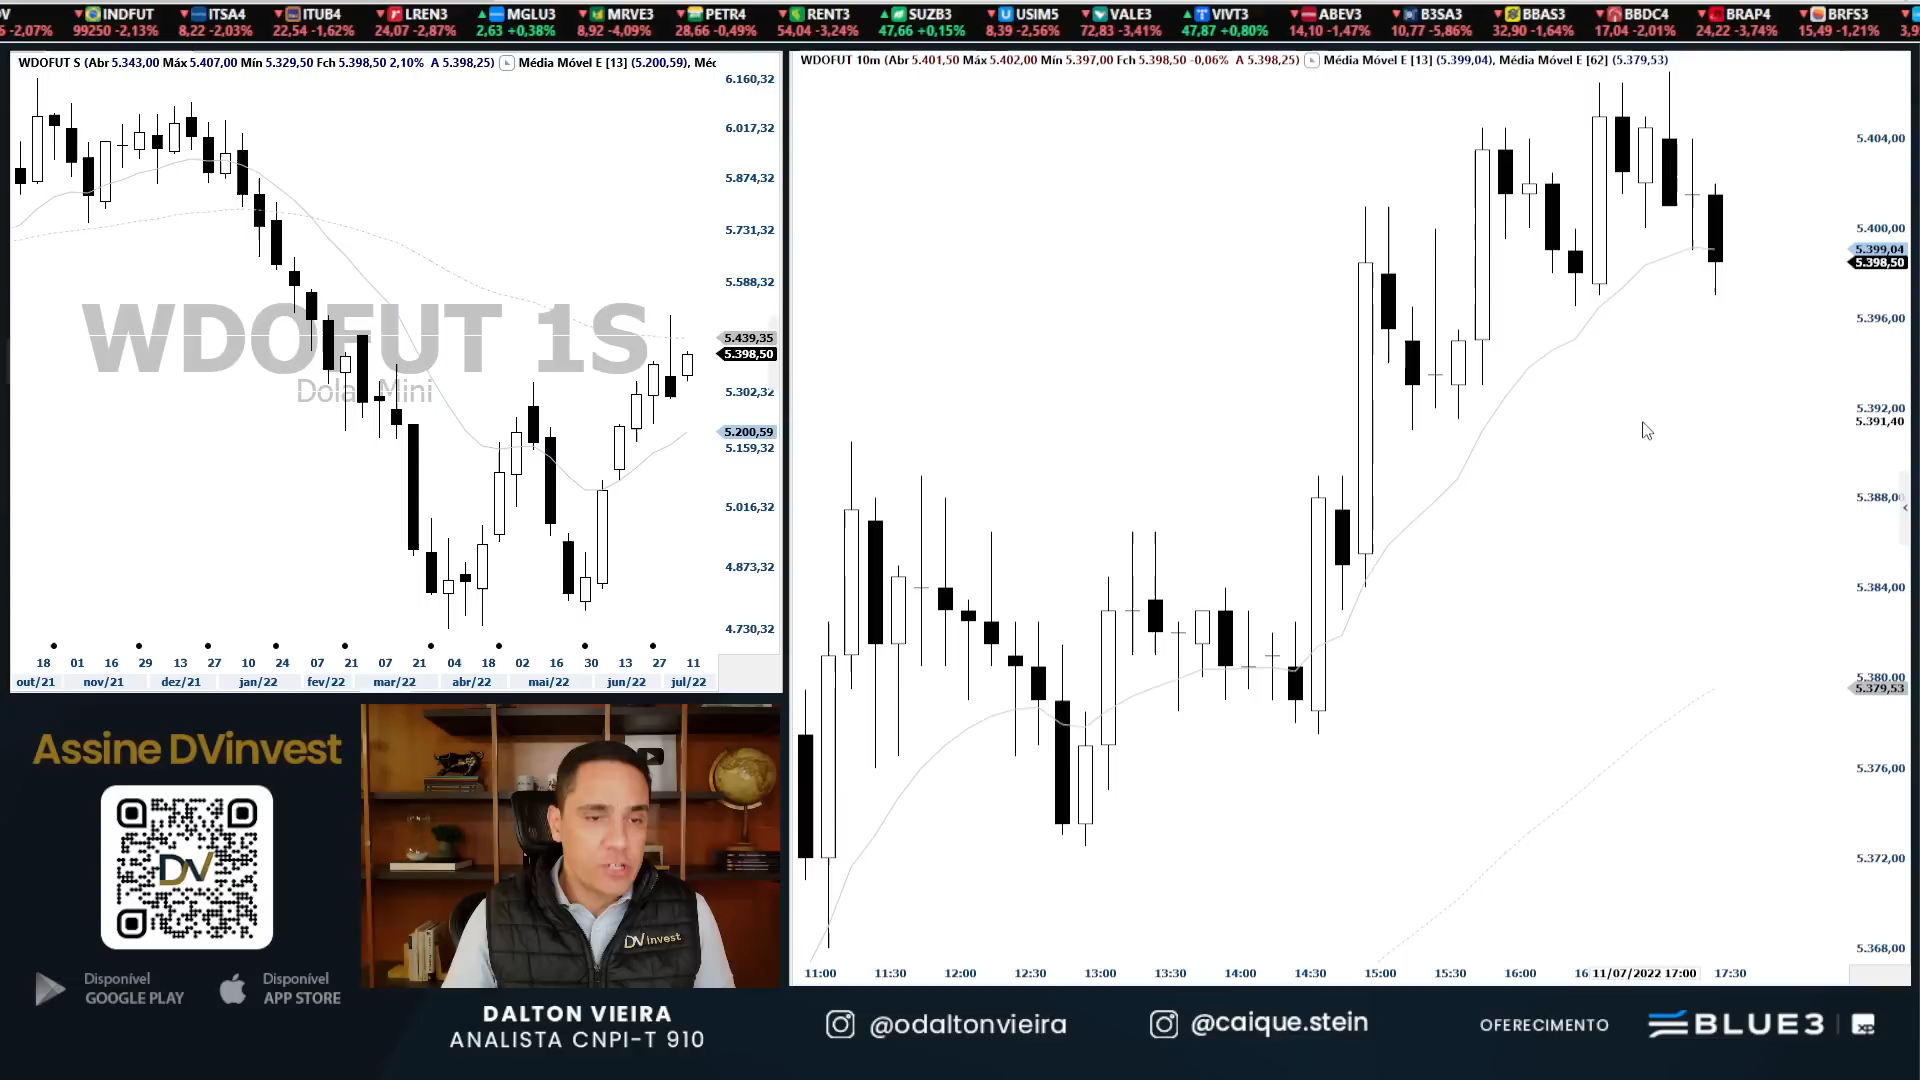 V INDFUT ITSA4 ITUB4 LREN3 MGLU3 MRVE3 PETR4 RENT3 SUZB3 USIM5 VALE3 VIVT3 ABEV3 B3SA3 BBAS3 BBDC4 BRAP4 BRFS3
5 -2,07% 99250 -2,13% 8,22 -2,03% 22,54 -1,62% 24,07 -2,87% 2,63 +0,38% 8,92 -4,09% 28,66 -0,49% 54,04 -3,24% 47,66 +0,15% 8,39 -2,56% 72,83 -3,41% 47,87 +0,80% 14,10 -1,47% 10,77 -5,86% 32,90 -1,64% 17,04 -2,01% 24,22 -3,74% 15,49 -1,21% 3,9
WDOFUT S (Abr 5.343,00 Máx 5.407,00 Mín 5.329,50 Fch 5.398,50 2,10% A 5.398,25) Média Móvel E [13] (5.200,59), Méc
6.160,32
6.017,32
5.874,32
5.731,32
5.588,32
5.439,35
5.398,50
5.302,32
5.200,59
5.159,32
5.016,32
4.873,32
4.730,32
WDOFUT 1S
Dolar Mini
18 01 16 29 13 27 10 24 07 21 07 21 04 18 02 16 30 13 27 11
out/21 nov/21 dez/21 jan/22 fev/22 mar/22 abr/22 mai/22 jun/22 jul/22
WDOFUT 10m (Abr 5.401,50 Máx 5.402,00 Mín 5.397,00 Fch 5.398,50 -0,06% A 5.398,25) Média Móvel E [13] (5.399,04), Média Móvel E [62] (5.379,53)
5.404,00
5.400,00
5.399,04
5.398,50
5.396,00
5.392,00
5.391,40
5.388,00
5.384,00
5.380,00
5.379,53
5.376,00
5.372,00
5.368,00
11:00 11:30 12:00 12:30 13:00 13:30 14:00 14:30 15:00 15:30 16:00 16 11/07/2022 17:00 17:30
Assine DVinvest
DV
Disponível
GOOGLE PLAY
Disponível
APP STORE
DV Invest
DALTON VIEIRA
ANALISTA CNPI-T 910
@odaltonvieira
@caique.stein
OFERECIMENTO
BLUE3
XP